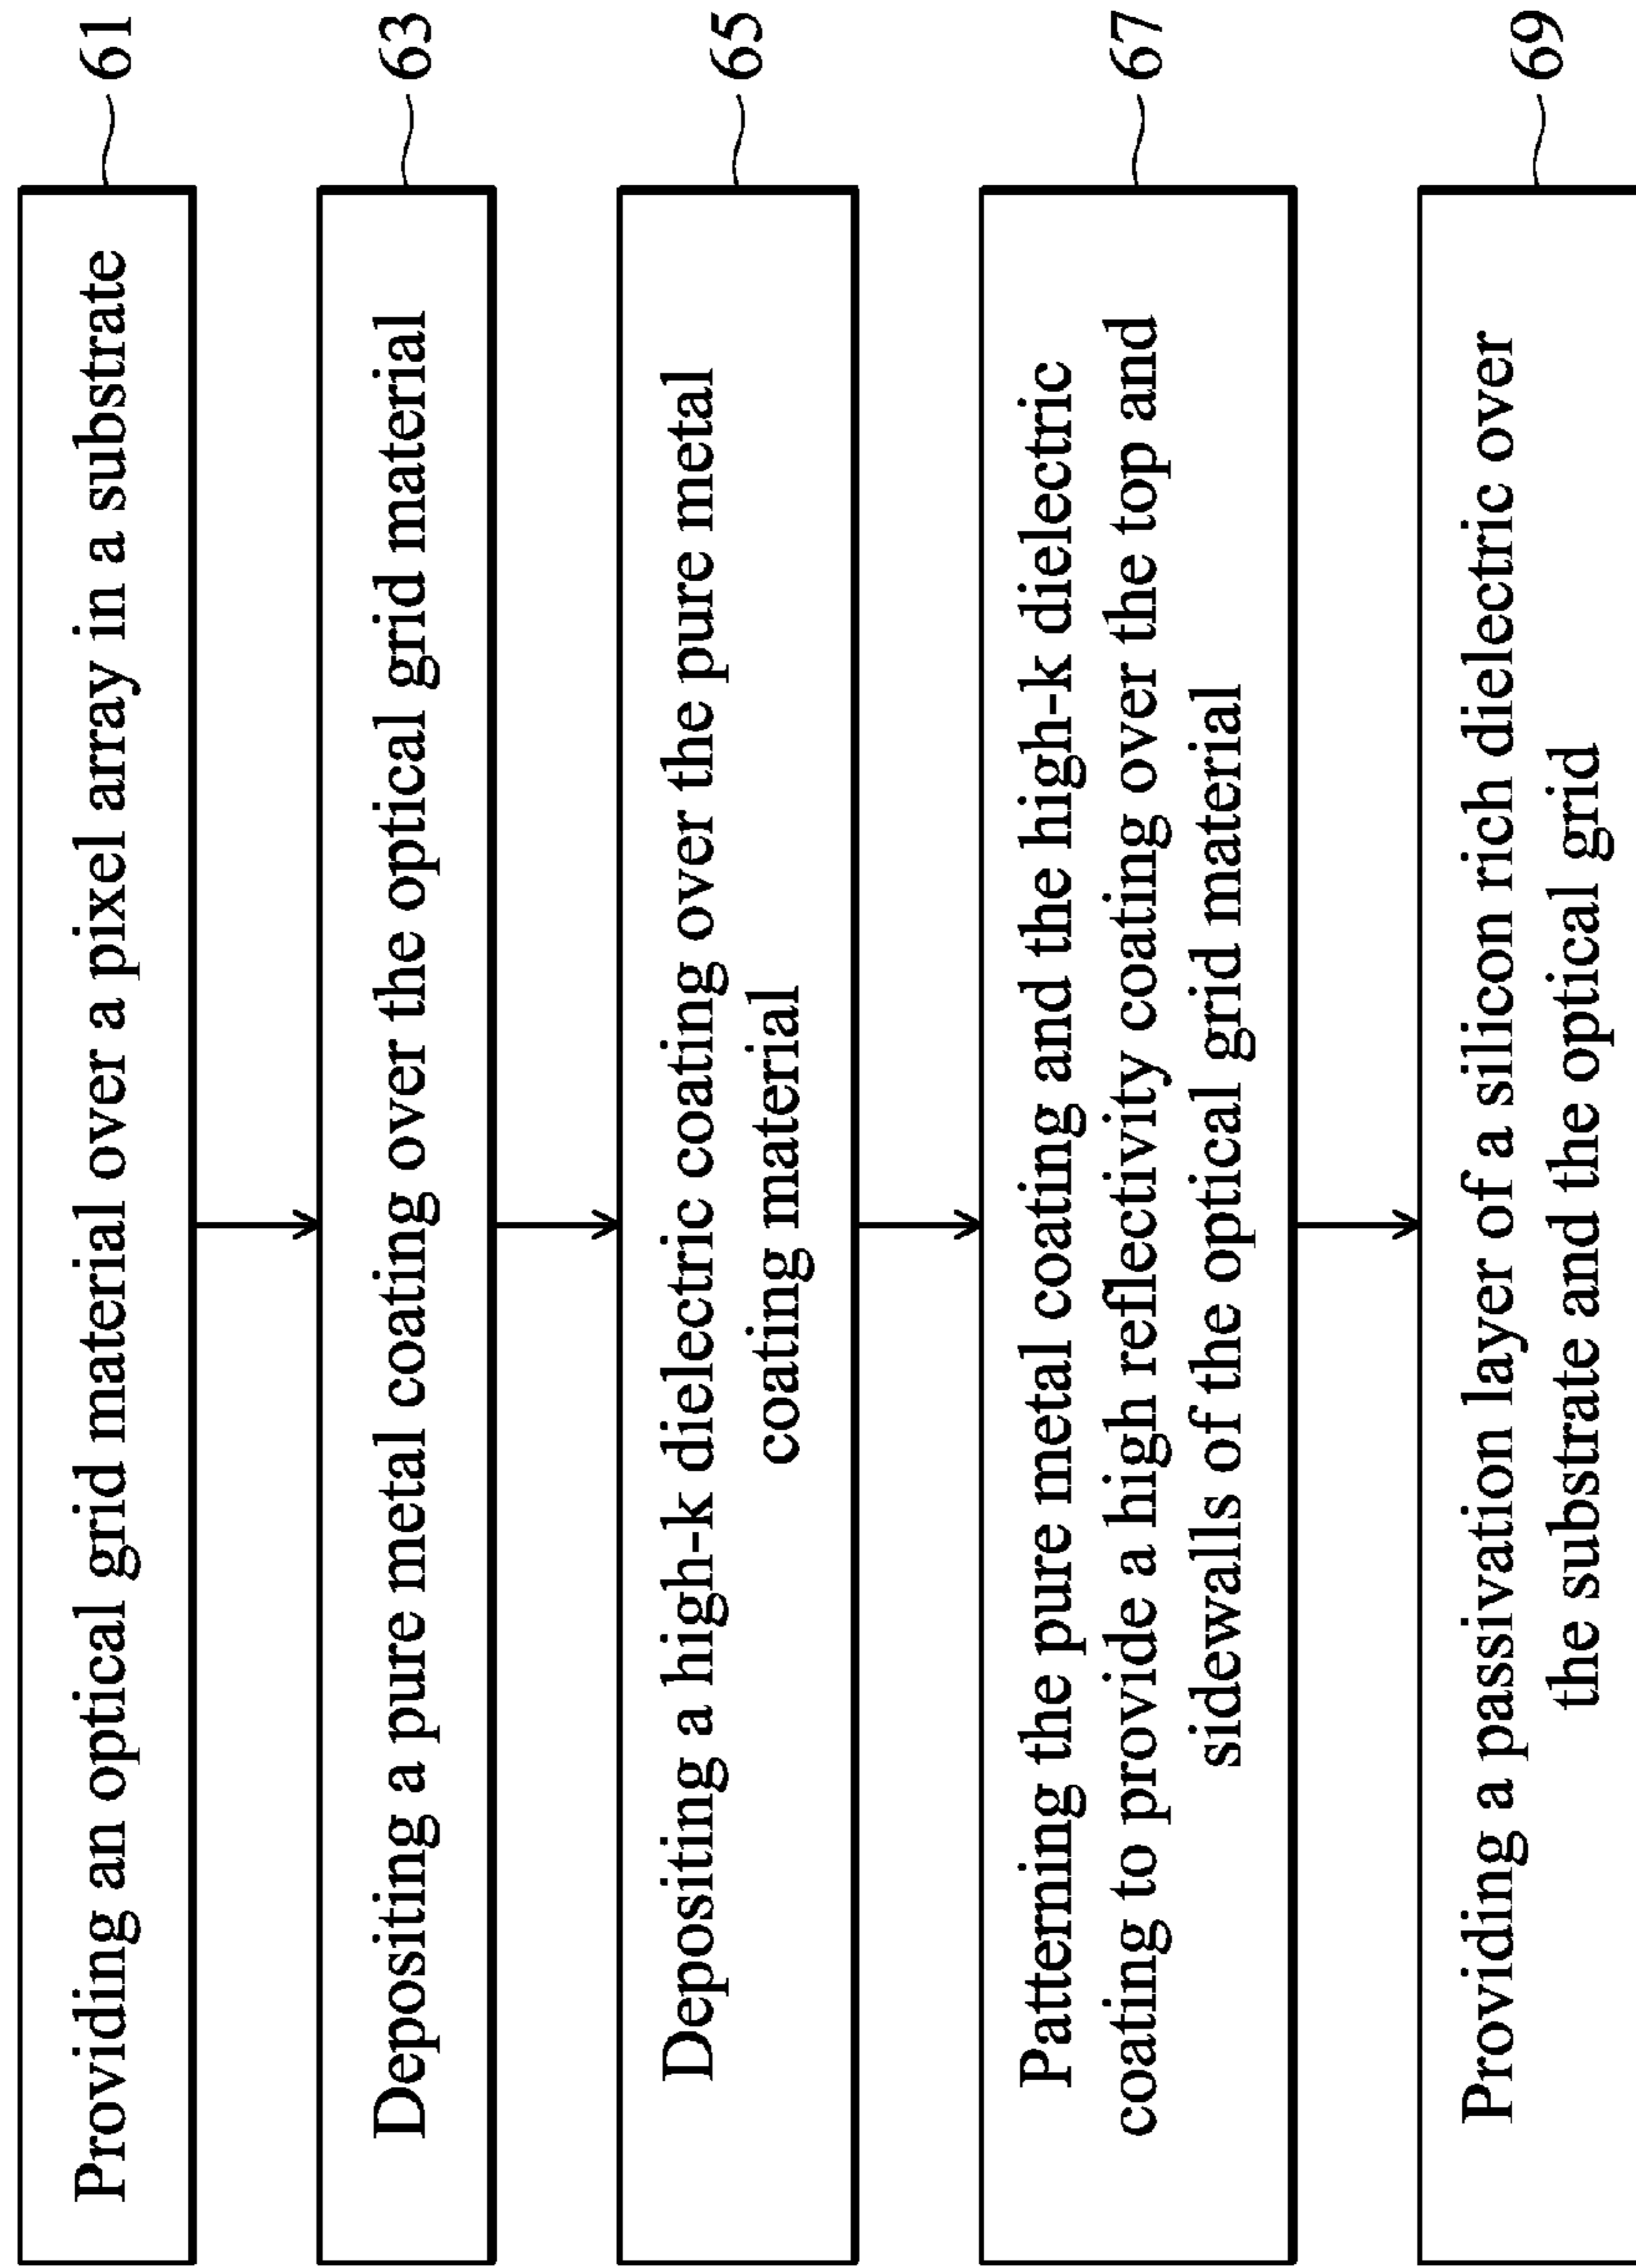 Providing an optical grid material over a pixel array in a substrate
61
Depositing a pure metal coating over the optical grid material
63
Depositing a high-k dielectric coating over the pure metal
coating material
65
Patterning the pure metal coating and the high-k dielectric
coating to provide a high reflectivity coating over the top and
sidewalls of the optical grid material
67
Providing a passivation layer of a silicon rich dielectric over
the substrate and the optical grid
69